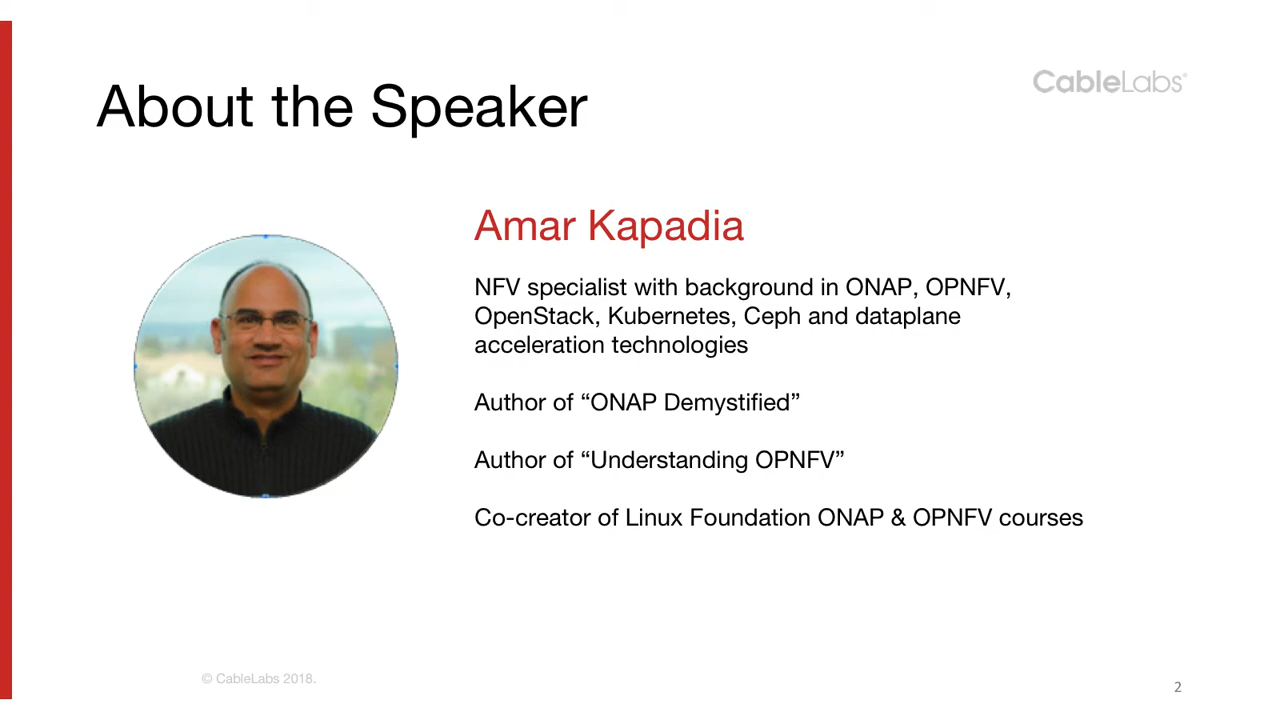 About the Speaker
CableLabs®
Amar Kapadia
NFV specialist with background in ONAP, OPNFV,
OpenStack, Kubernetes, Ceph and dataplane
acceleration technologies
Author of “ONAP Demystified”
Author of “Understanding OPNFV”
Co-creator of Linux Foundation ONAP & OPNFV courses
© CableLabs 2018.
2